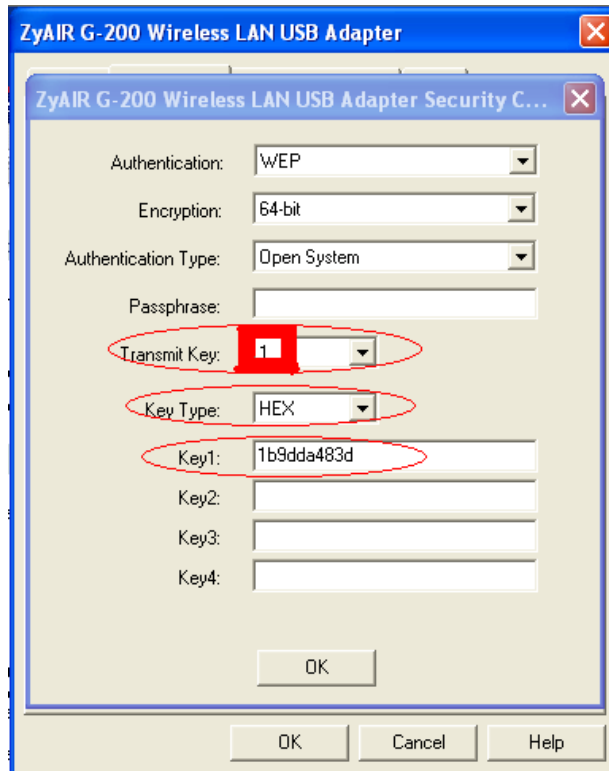 ZyAIR G-200 Wireless LAN USB Adapter
ZyAIR G-200 Wireless LAN USB Adapter Security C...
Authentication: WEP
Encryption: 64-bit
Authentication Type: Open System
Passphrase:
Transmit Key: 1
Key Type: HEX
Key1: 1b9dda483d
Key2:
Key3:
Key4:
OK
OK Cancel Help